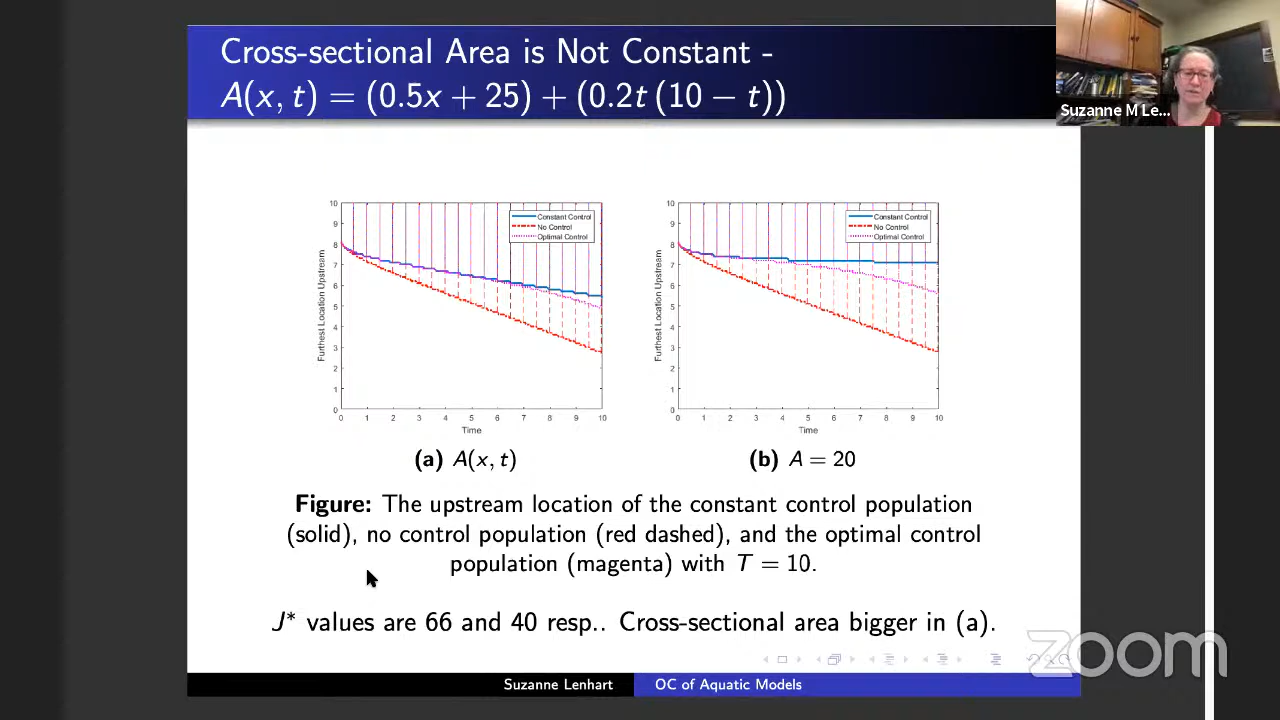 Cross-sectional Area is Not Constant -
A(x, t) = (0.5x + 25) + (0.2t (10 − t))
Suzanne M Le...
10
9
8
7
6
5
4
3
2
1
0
Furthest Location Upstream
Constant Control
No Control
Optimal Control
0 1 2 3 4 5 6 7 8 9 10
Time
10
9
8
7
6
5
4
3
2
1
0
Furthest Location Upstream
Constant Control
No Control
Optimal Control
0 1 2 3 4 5 6 7 8 9 10
Time
(a) A(x, t)
(b) A = 20
Figure: The upstream location of the constant control population
(solid), no control population (red dashed), and the optimal control
population (magenta) with T = 10.
J* values are 66 and 40 resp.. Cross-sectional area bigger in (a).
zoom
Suzanne Lenhart OC of Aquatic Models